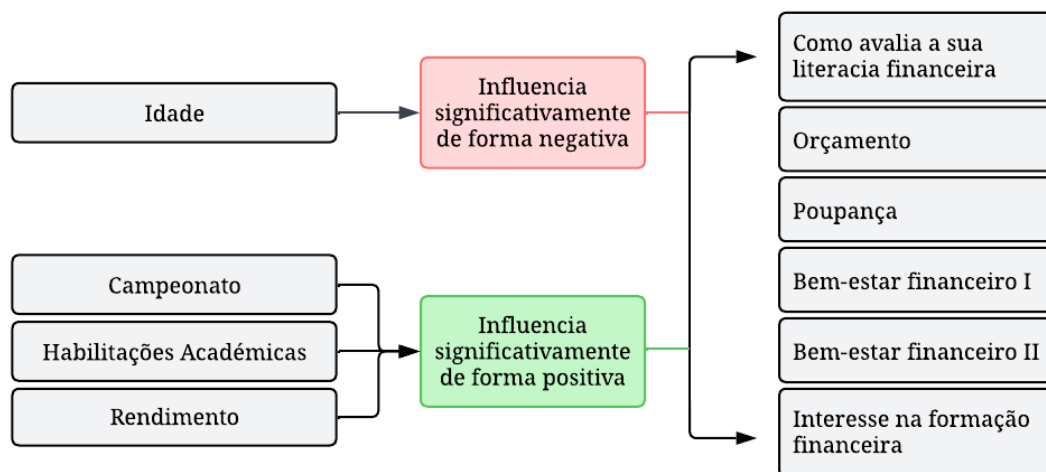 Idade
Influencia
significativamente
de forma negativa
Campeonato
Habilitações Académicas
Rendimento
Influencia
significativamente
de forma positiva
Como avalia a sua
literacia financeira
Orçamento
Poupança
Bem-estar financeiro I
Bem-estar financeiro II
Interesse na formação
financeira